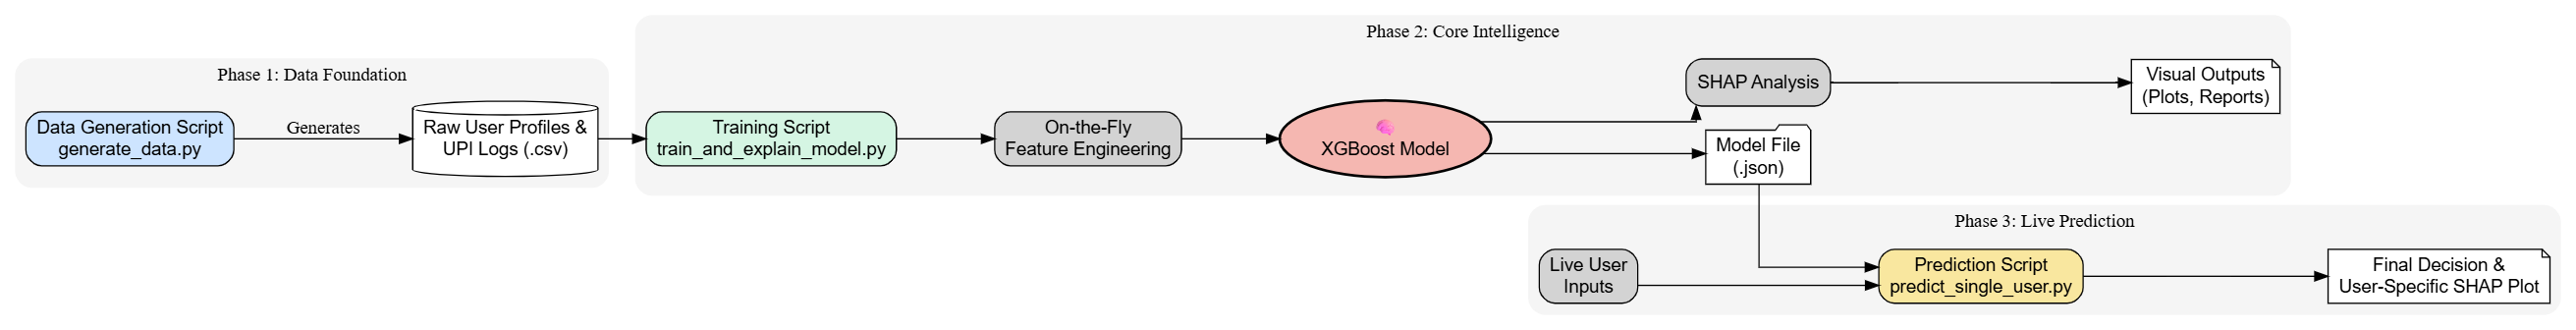 Phase 1: Data Foundation
Data Generation Script
generate_data.py
Generates
Raw User Profiles &
UPI Logs (.csv)
Phase 2: Core Intelligence
Training Script
train_and_explain_model.py
On-the-Fly
Feature Engineering
XGBoost Model
SHAP Analysis
Model File
(.json)
Visual Outputs
(Plots, Reports)
Phase 3: Live Prediction
Live User
Inputs
Prediction Script
predict_single_user.py
Final Decision &
User-Specific SHAP Plot